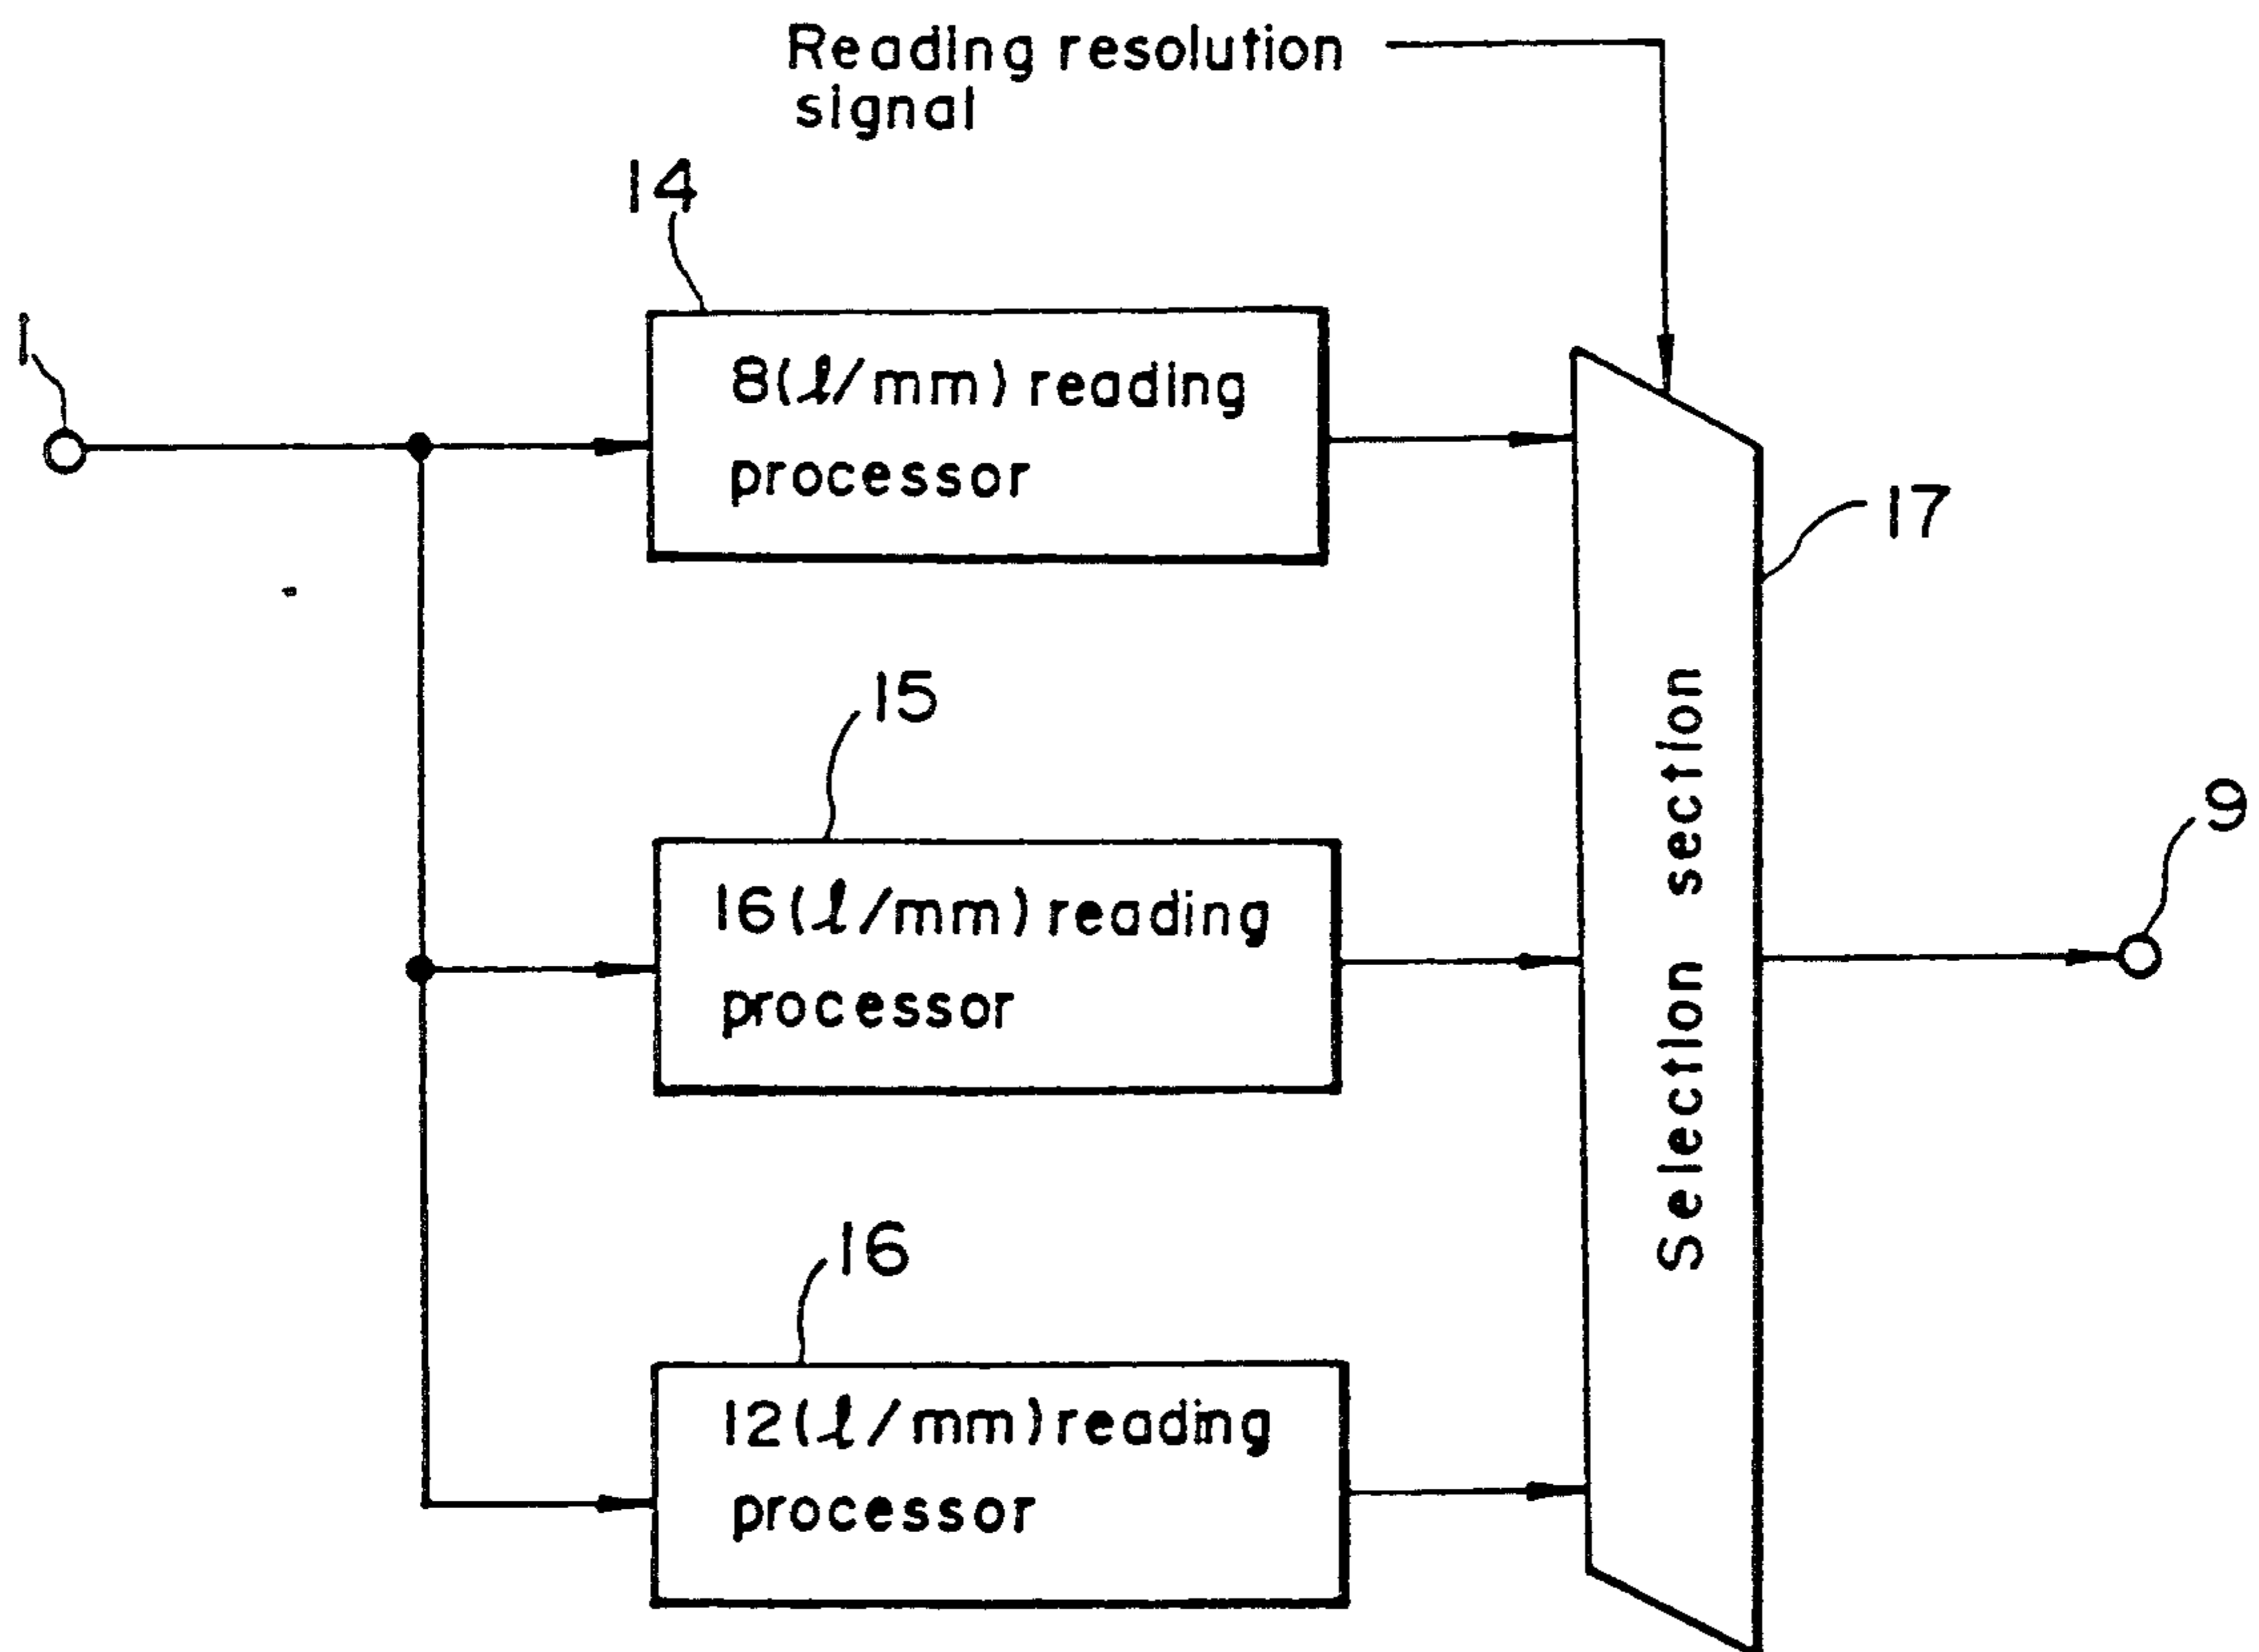 Reading resolution
signal
14
1
8(ℓ/mm) reading
processor
17
15
16(ℓ/mm) reading
processor
Selection section
9
16
12(ℓ/mm) reading
processor